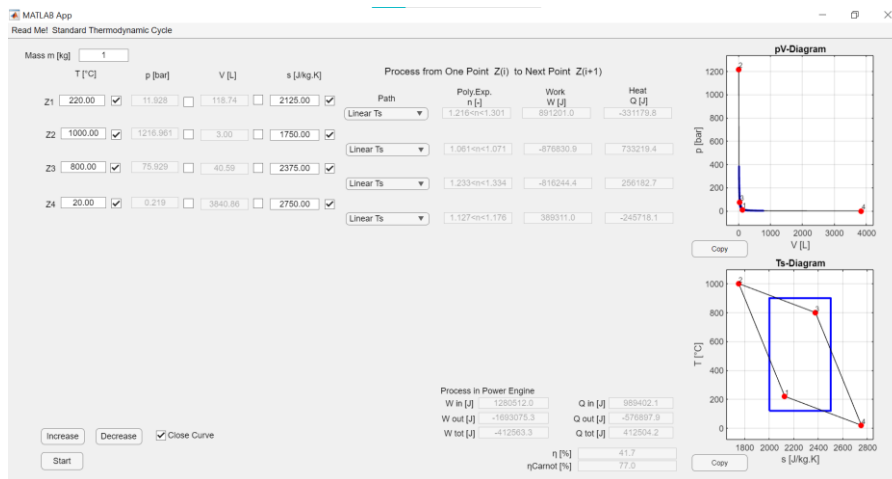 MATLAB App
Read Me! Standard Thermodynamic Cycle
Mass m [kg] 1
T [°C] p [bar] V [L] s [J/kg.K]
Process from One Point Z(i) to Next Point Z(i+1)
Path Poly.Exp. n [-] Work W [J] Heat Q [J]
Z1 220.00 11.928 118.74 2125.00
Linear Ts 1.216<n<1.301 891201.0 -331179.8
Z2 1000.00 1216.961 3.00 1750.00
Linear Ts 1.061<n<1.071 -876830.9 733219.4
Z3 800.00 75.929 40.59 2375.00
Linear Ts 1.233<n<1.334 -816244.4 256182.7
Z4 20.00 0.219 3840.86 2750.00
Linear Ts 1.127<n<1.176 389311.0 -245718.1
Process in Power Engine
W in [J] 1280512.0 Q in [J] 989402.1
W out [J] -1693075.3 Q out [J] -576897.9
W tot [J] -412563.3 Q tot [J] 412504.2
η [%] 41.7
ηCarnot [%] 77.0
Increase Decrease Close Curve
Start
pV-Diagram
1200
1000
800
600
400
200
0
p [bar]
0 1000 2000 3000 4000
V [L]
2
3
1
4
Copy
Ts-Diagram
1000
800
600
400
200
0
T [°C]
1800 2000 2200 2400 2600 2800
s [J/kg.K]
2
3
1
4
Copy